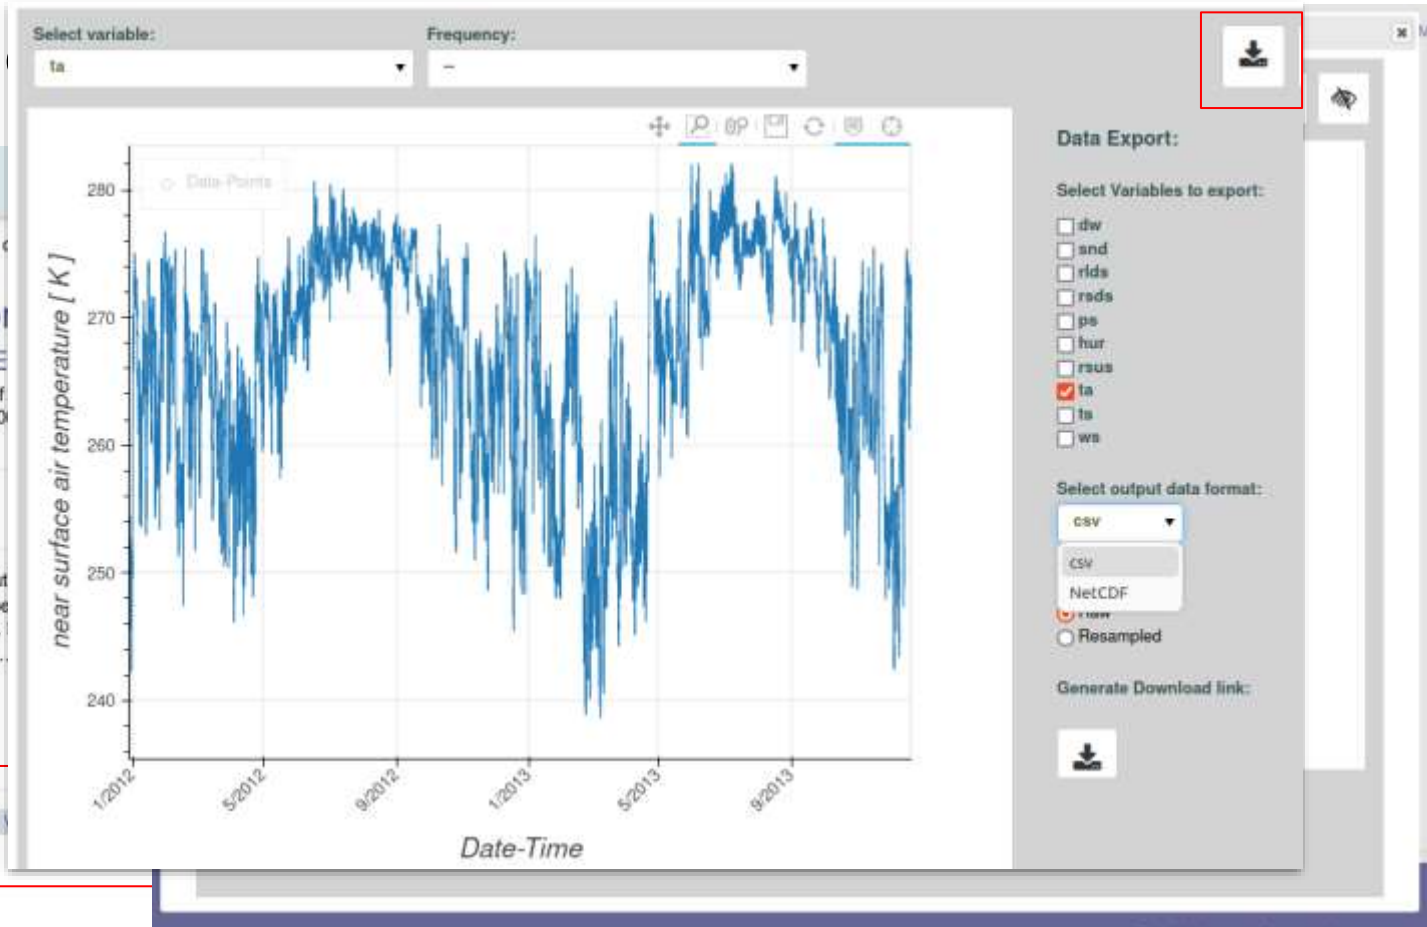 Select variable:
Frequency:
ta
--
Data-Points
280
270
260
250
240
near surface air temperature [ K ]
1/2012
5/2012
9/2012
1/2013
5/2013
9/2013
Date-Time
Data Export:
Select Variables to export:
dw
snd
rlds
rsds
ps
hur
rsus
ta
ts
ws
Select output data format:
csv
csv
NetCDF
Resampled
Generate Download link: